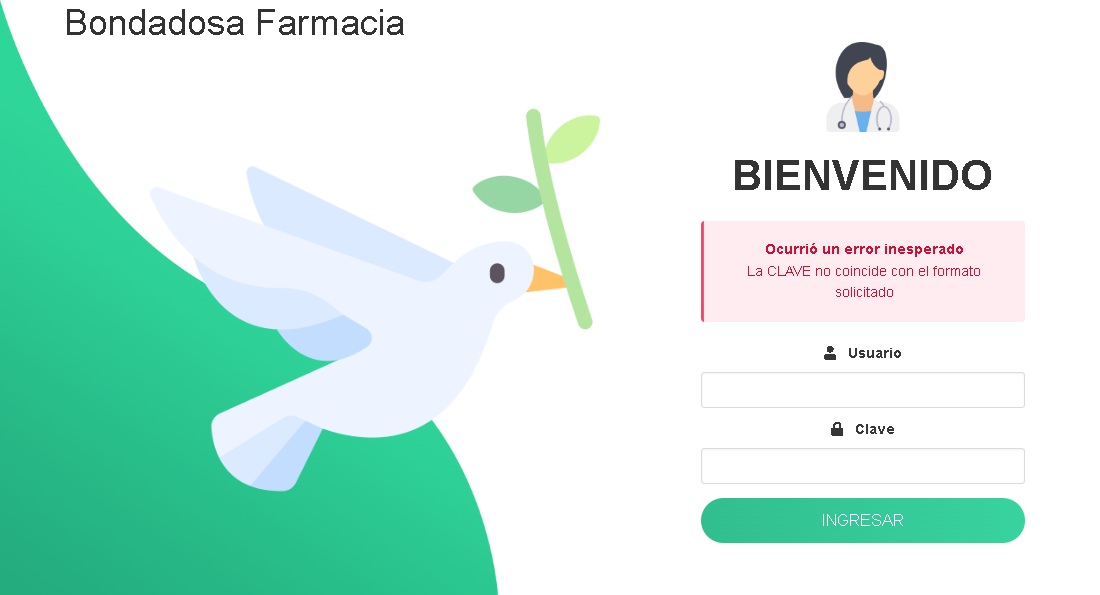 Bondadosa Farmacia
BIENVENIDO
Ocurrió un error inesperado
La CLAVE no coincide con el formato
solicitado
Usuario
Clave
INGRESAR